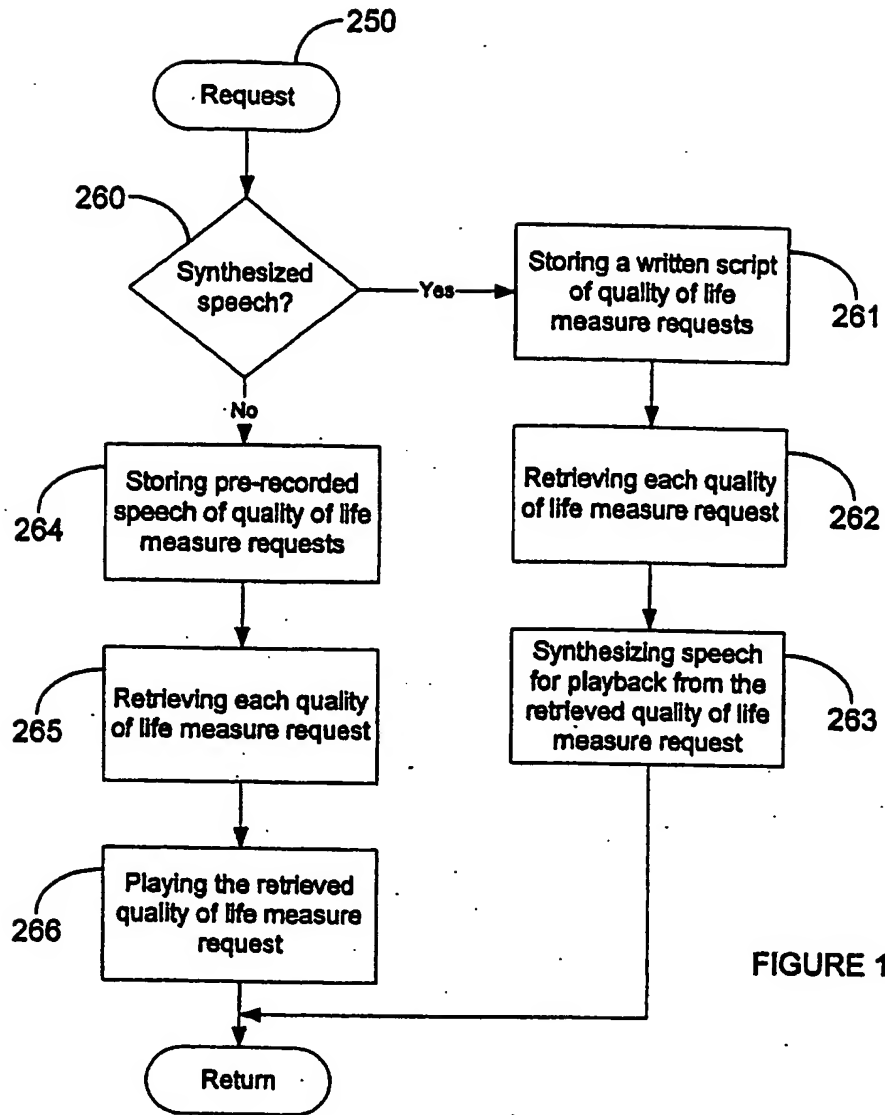 250
Request
260
Synthesized
speech?
Yes
No
Storing a written script
of quality of life
measure requests
261
Retrieving each quality
of life measure request
262
Synthesizing speech
for playback from the
retrieved quality of life
measure request
263
264
Storing pre-recorded
speech of quality of life
measure requests
265
Retrieving each quality
of life measure request
266
Playing the retrieved
quality of life measure
request
Return
FIGURE 1